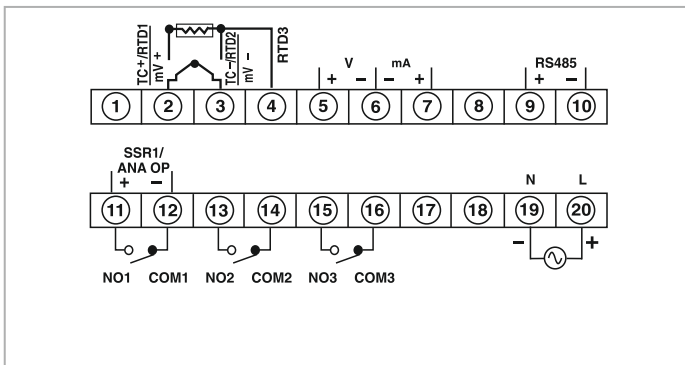 TC+/RTD1
mV +
TC−/RTD2
mV −
RTD3
V
+ −
mA
− +
RS485
+ −
1 2 3 4 5 6 7 8 9 10
SSR1/
ANA OP
+ −
N L
11 12 13 14 15 16 17 18 19 20
− +
NO1 COM1 NO2 COM2 NO3 COM3